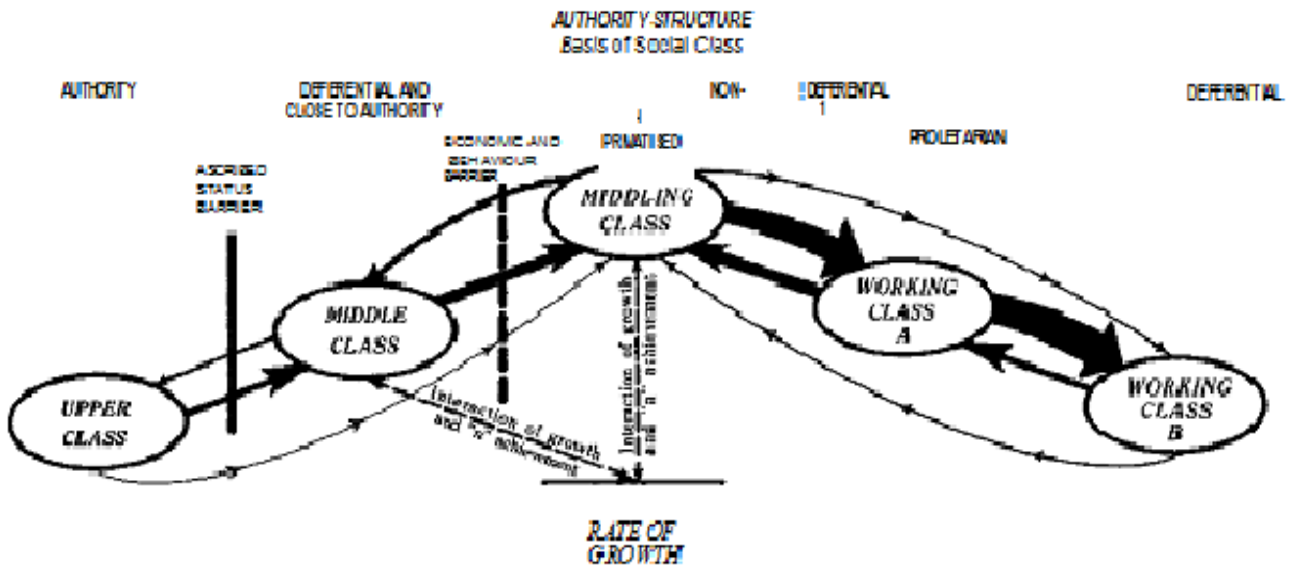 AUTHORITY-STRUCTURE
Basis of Social Class
AUTHORITY
DEFERENTIAL AND
CLOSE TO AUTHORITY
NON-
DEFERENTIAL
1
DEFERENTIAL
ECONOMIC AND
BEHAVIOUR
BARRIER
(PRIVATISED)
PROLETARIAN
ASCRIBED
STATUS
BARRIER
MIDDLING
CLASS
MIDDLE
CLASS
UPPER
CLASS
WORKING
CLASS
A
WORKING
CLASS
B
Interaction of growth
and "n" achievement
Interaction of growth
and "n" achievement
RATE OF
GROWTH